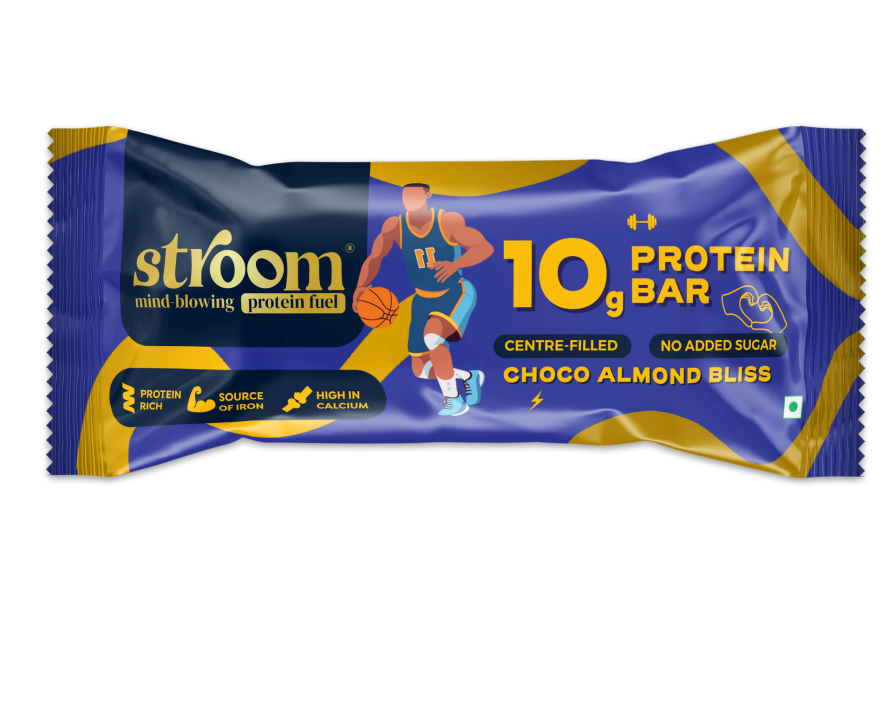 stroom®
mind-blowing protein fuel
PROTEIN RICH
SOURCE OF IRON
HIGH IN CALCIUM
11
10g PROTEIN BAR
CENTRE-FILLED
NO ADDED SUGAR
CHOCO ALMOND BLISS